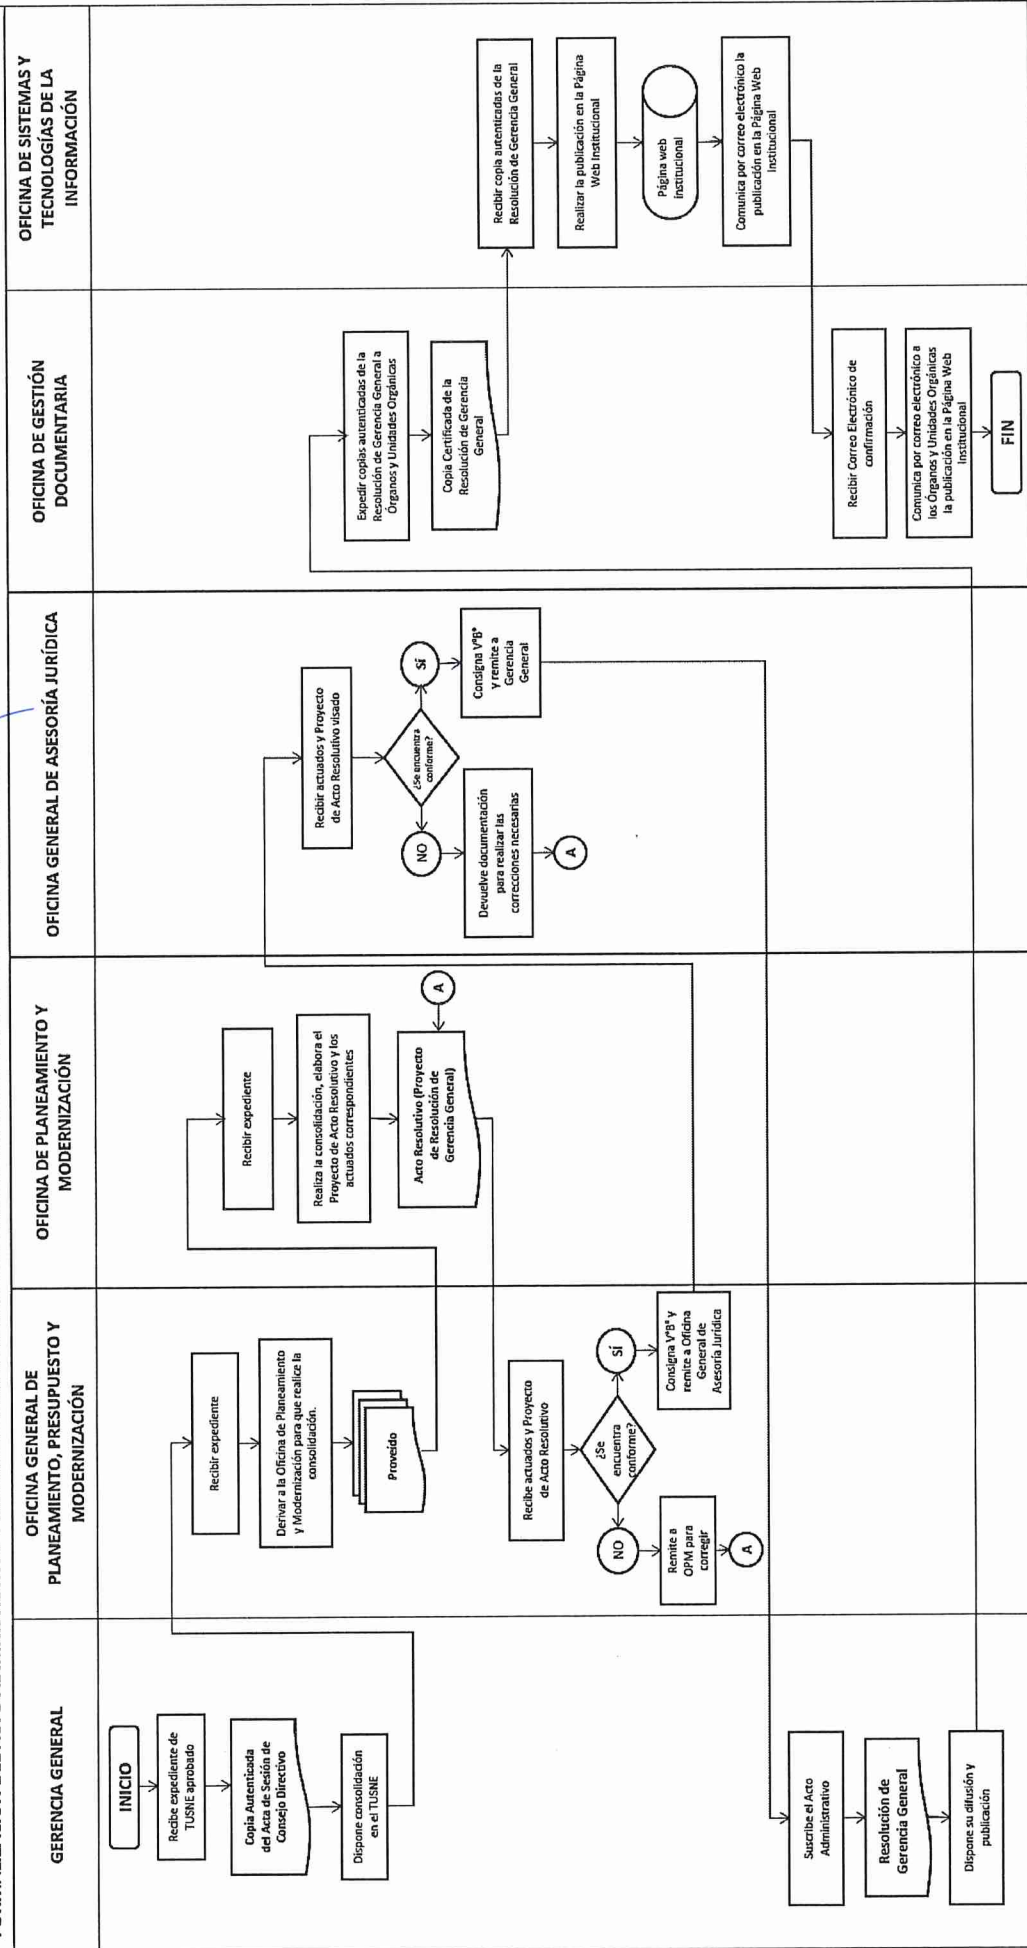 GERENCIA GENERAL
OFICINA GENERAL DE
PLANEAMIENTO, PRESUPUESTO Y
MODERNIZACIÓN
OFICINA DE PLANEAMIENTO Y
MODERNIZACIÓN
OFICINA GENERAL DE ASESORÍA JURÍDICA
OFICINA DE GESTIÓN
DOCUMENTARIA
OFICINA DE SISTEMAS Y
TECNOLOGÍAS DE LA
INFORMACIÓN
INICIO
Recibe expediente de
TUSNE aprobado
Copia Autenticada
del Acta de Sesión de
Consejo Directivo
Dispone consolidación
en el TUSNE
Recibir expediente
Derivar a la Oficina de Planeamiento
y Modernización para que realice la
consolidación.
Proveído
Recibir expediente
Realiza la consolidación, elabora el
Proyecto de Acto Resolutivo y los
actuados correspondientes
Acto Resolutivo (Proyecto
de Resolución de
Gerencia General)
A
Recibe actuados y Proyecto
de Acto Resolutivo
¿Se
encuentra
conforme?
NO
SÍ
Remite a
OPM para
corregir
A
Consigna V°B° y
remite a Oficina
General de
Asesoría Jurídica
Recibir actuados y Proyecto
de Acto Resolutivo visado
¿Se encuentra
conforme?
NO
SÍ
Devuelve documentación
para realizar las
correcciones necesarias
A
Consigna V°B°
y remite a
Gerencia
General
Suscribe el Acto
Administrativo
Resolución de
Gerencia General
Dispone su difusión y
publicación
Expedir copias autenticadas de la
Resolución de Gerencia General a
Órganos y Unidades Orgánicas
Copia Certificada de la
Resolución de Gerencia
General
Recibir copia autenticadas de la
Resolución de Gerencia General
Realizar la publicación en la Página
Web Institucional
Página web
institucional
Comunica por correo electrónico la
publicación en la Página Web
Institucional
Recibir Correo Electrónico de
confirmación
Comunica por correo electrónico a
los Órganos y Unidades Orgánicas
la publicación en la Página Web
Institucional
FIN